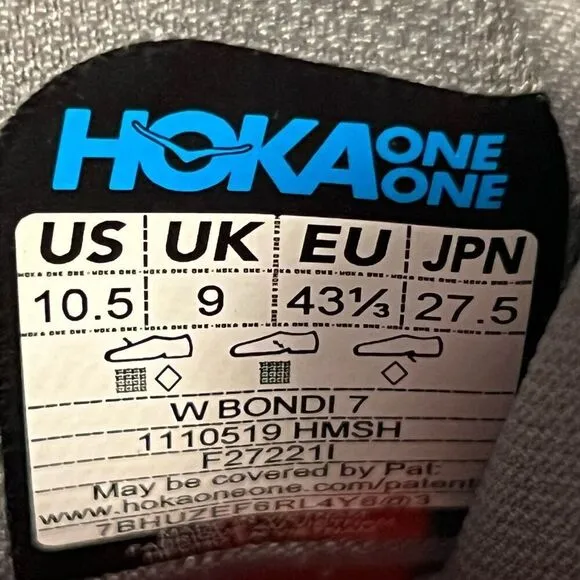 HOKA ONE ONE
US UK EU JPN
10.5 9 43⅓ 27.5
W BONDI 7
1110519 HMSH
F27221I
May be covered by Pat:
www.hokaoneone.com/patent
7BHUZEF6RL4Y6@3